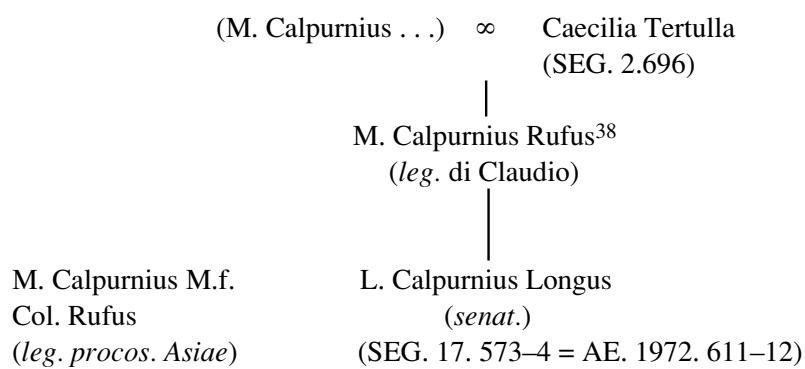 (M. Calpurnius . . .) ∞ Caecilia Tertulla
(SEG. 2.696)
M. Calpurnius Rufus38
(leg. di Claudio)
M. Calpurnius M.f. L. Calpurnius Longus
Col. Rufus (senat.)
(leg. procos. Asiae) (SEG. 17. 573–4 = AE. 1972. 611–12)